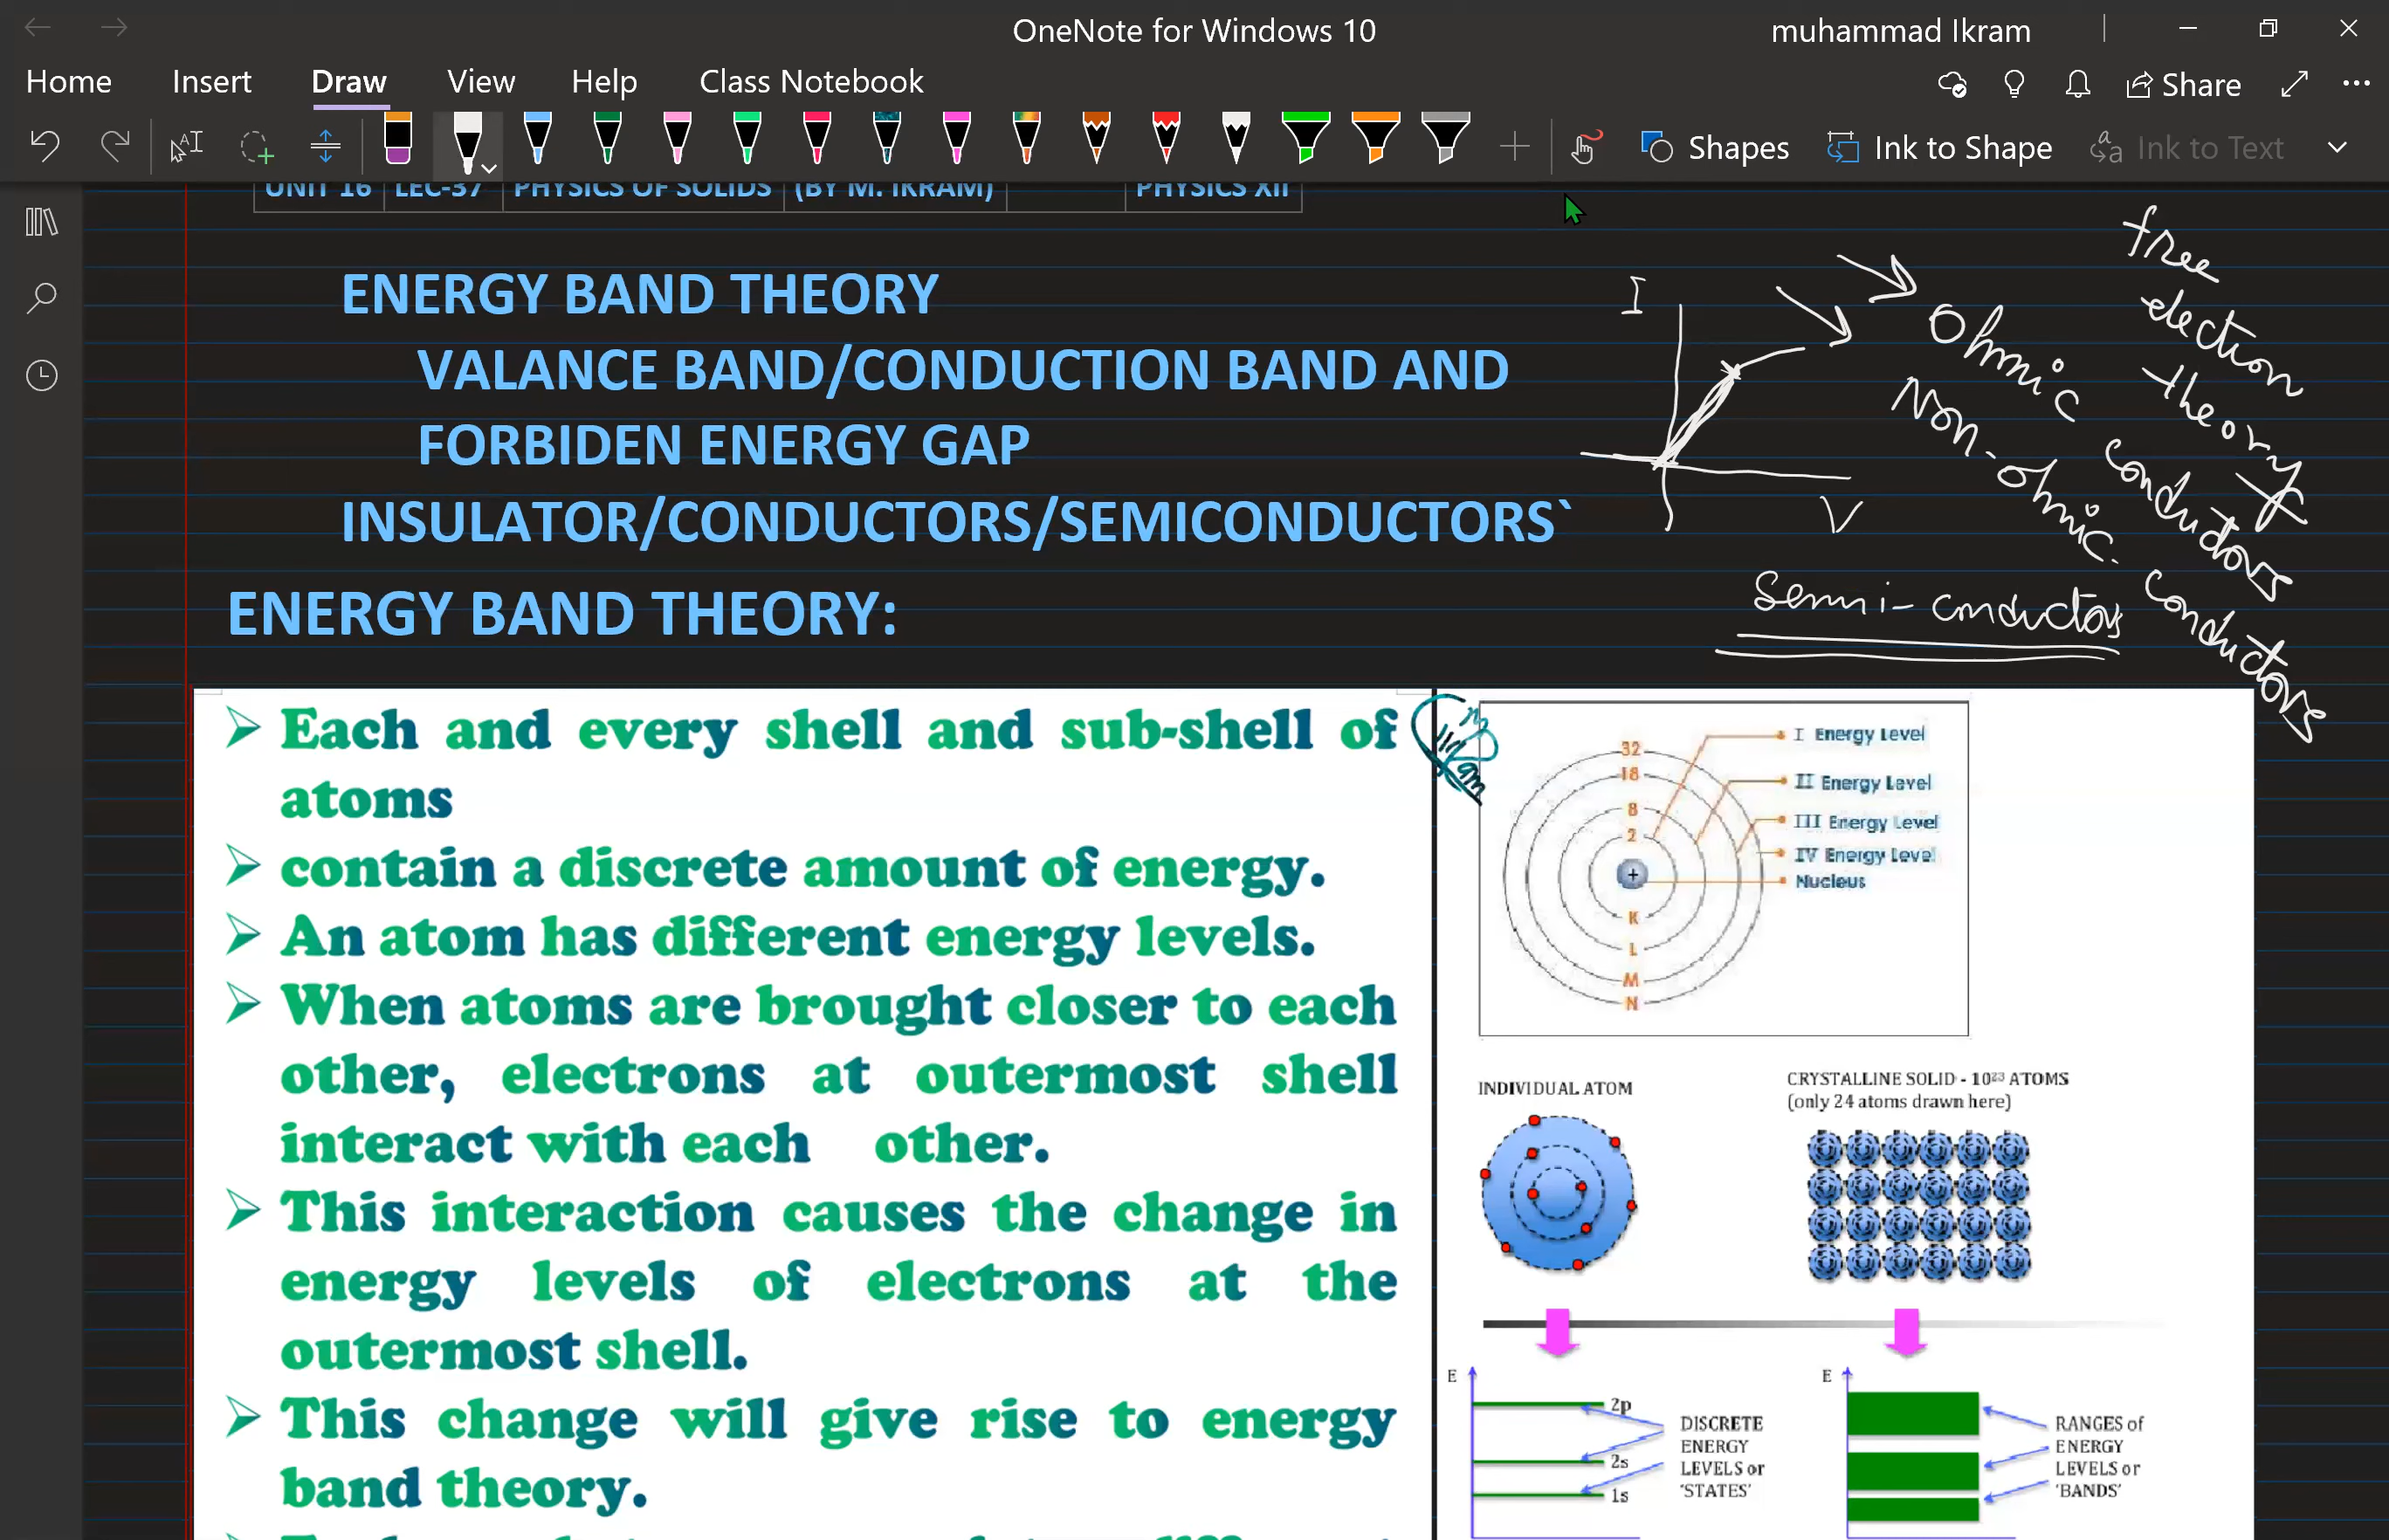 OneNote for Windows 10
muhammad Ikram
Home Insert Draw View Help Class Notebook
Share
Shapes Ink to Shape Ink to Text
UNIT 16 LEC-37 PHYSICS OF SOLIDS (BY M. IKRAM) PHYSICS XII
ENERGY BAND THEORY
VALANCE BAND/CONDUCTION BAND AND
FORBIDEN ENERGY GAP
INSULATOR/CONDUCTORS/SEMICONDUCTORS`
ENERGY BAND THEORY:
I
V
free
election
theory
Ohmic conductors
Non-ohmic conductors
Semi-conductors
Each and every shell and sub-shell of
atoms
contain a discrete amount of energy.
An atom has different energy levels.
When atoms are brought closer to each
other, electrons at outermost shell
interact with each other.
This interaction causes the change in
energy levels of electrons at the
outermost shell.
This change will give rise to energy
band theory.
32
18
8
2
+
K
L
M
N
I Energy Level
II Energy Level
III Energy Level
IV Energy Level
Nucleus
INDIVIDUAL ATOM
CRYSTALLINE SOLID - 10²³ ATOMS
(only 24 atoms drawn here)
E
2p
2s
1s
DISCRETE
ENERGY
LEVELS or
'STATES'
E
RANGES of
ENERGY
LEVELS or
'BANDS'